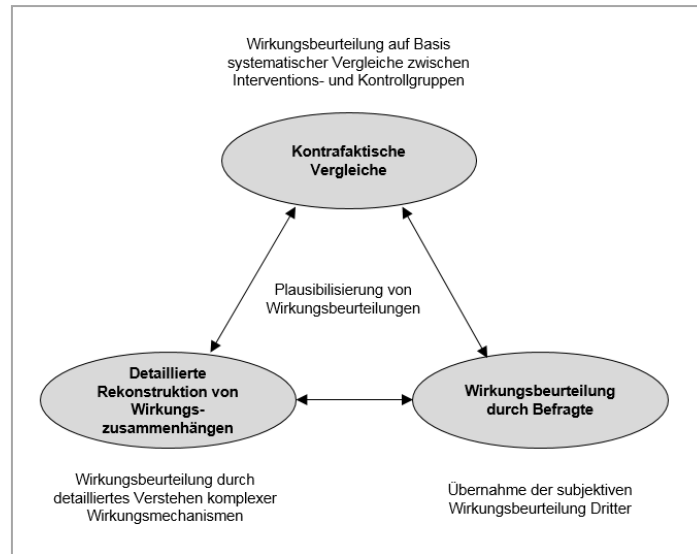 Wirkungsbeurteilung auf Basis
systematischer Vergleiche zwischen
Interventions- und Kontrollgruppen
Kontrafaktische
Vergleiche
Plausibilisierung von
Wirkungsbeurteilungen
Detaillierte
Rekonstruktion von
Wirkungs-
zusammenhängen
Wirkungsbeurteilung
durch Befragte
Wirkungsbeurteilung durch
detailliertes Verstehen komplexer
Wirkungsmechanismen
Übernahme der subjektiven
Wirkungsbeurteilung Dritter